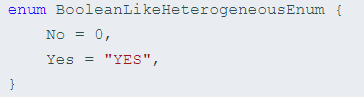 enum BooleanLikeHeterogeneousEnum {
    No = 0,
    Yes = "YES",
}